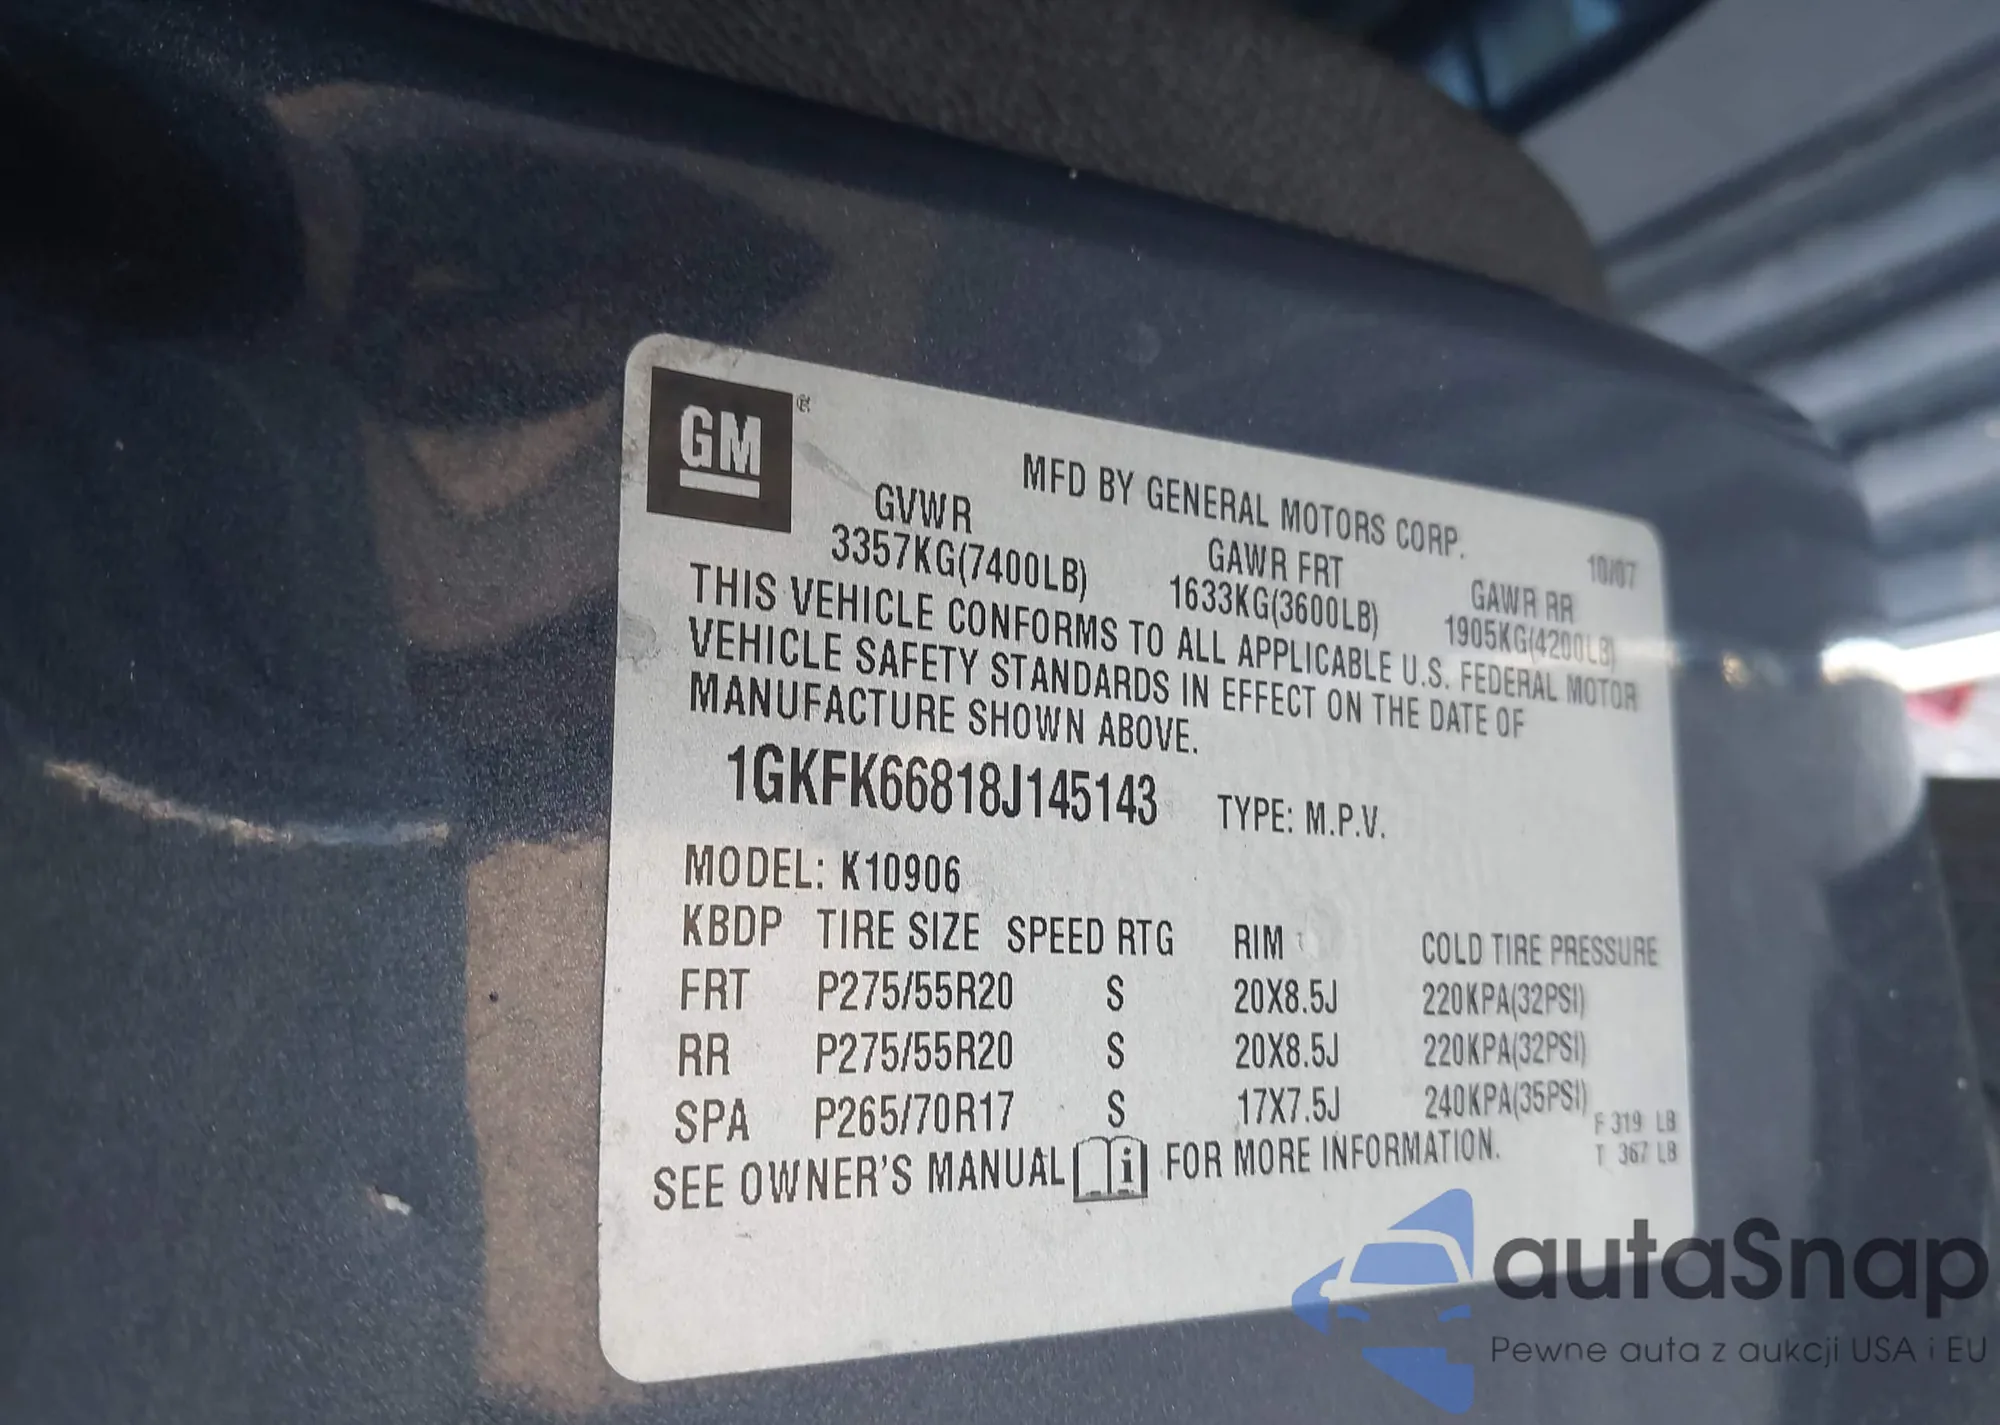 GM ®
MFD BY GENERAL MOTORS CORP.
10/07
GVWR GAWR FRT GAWR RR
3357KG(7400LB) 1633KG(3600LB) 1905KG(4200LB)
THIS VEHICLE CONFORMS TO ALL APPLICABLE U.S. FEDERAL MOTOR
VEHICLE SAFETY STANDARDS IN EFFECT ON THE DATE OF
MANUFACTURE SHOWN ABOVE.
1GKFK66818J145143 TYPE: M.P.V.
MODEL: K10906
KBDP TIRE SIZE SPEED RTG RIM COLD TIRE PRESSURE
FRT P275/55R20 S 20X8.5J 220KPA(32PSI)
RR P275/55R20 S 20X8.5J 220KPA(32PSI)
SPA P265/70R17 S 17X7.5J 240KPA(35PSI)
F 319 LB
T 367 LB
SEE OWNER'S MANUAL i FOR MORE INFORMATION.
autaSnap
Pewne auta z aukcji USA i EU